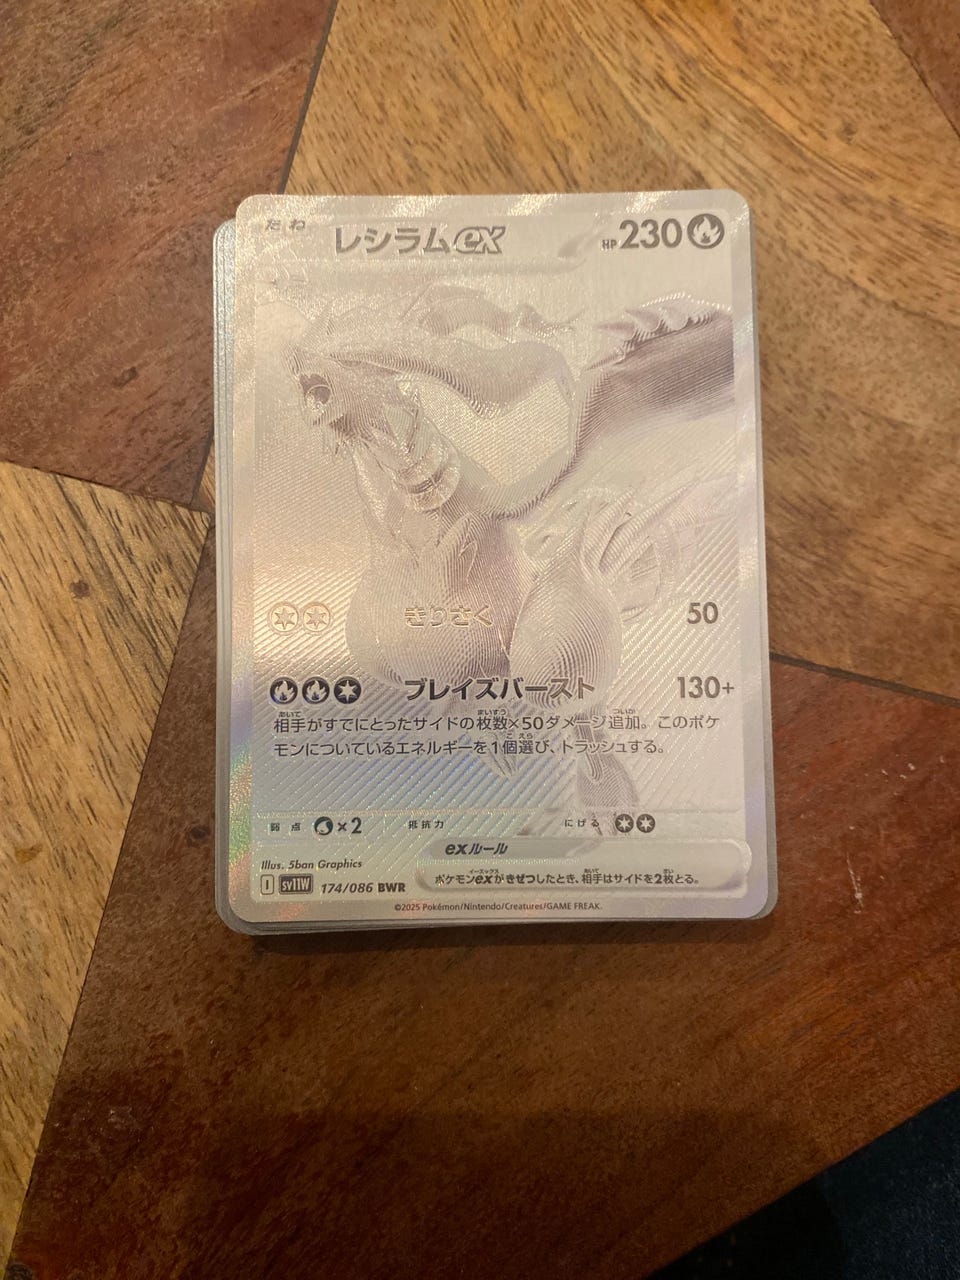 たね レシラムex HP230
きりさく 50
ブレイズバースト 130+
相手がすでにとったサイドの枚数×50ダメージ追加。このポケ
モンについているエネルギーを1個選び、トラッシュする。
弱点 ×2 抵抗力 にげる
exルール
Illus. 5ban Graphics
ポケモンexがきぜつしたとき、相手はサイドを2枚とる。
I SV11W 174/086 BWR
©2025 Pokémon/Nintendo/Creatures/GAME FREAK.